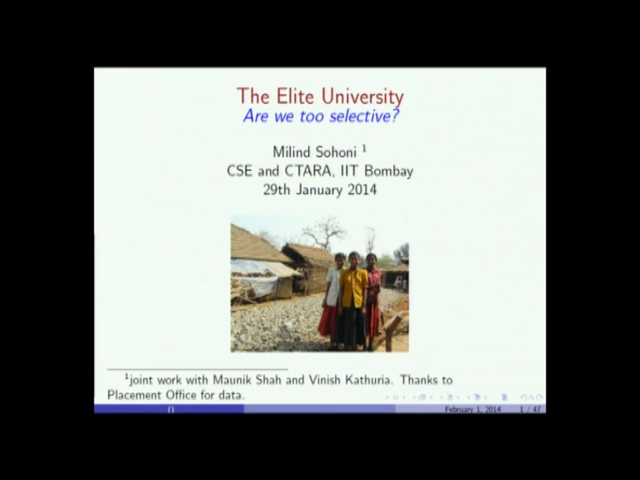 The Elite University
Are we too selective?
Milind Sohoni 1
CSE and CTARA, IIT Bombay
29th January 2014
1joint work with Maunik Shah and Vinish Kathuria. Thanks to
Placement Office for data.
()
February 1, 2014
1 / 47